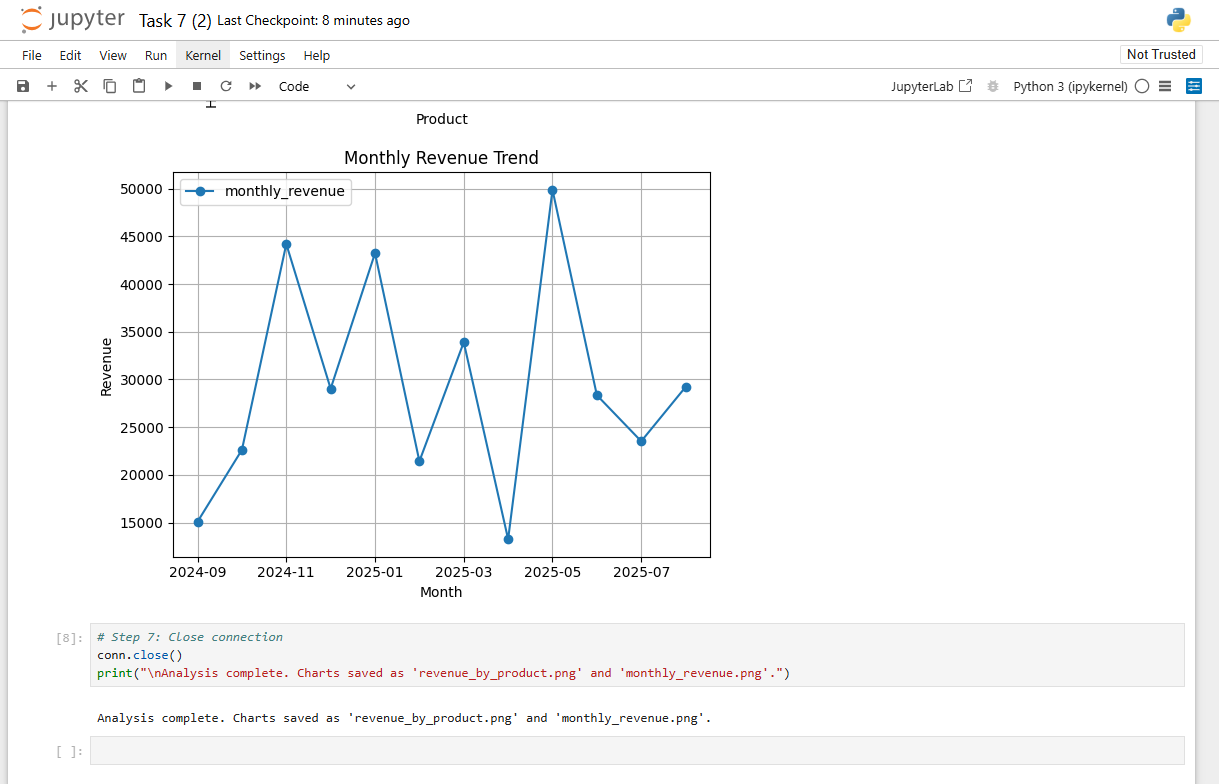 jupyter Task 7 (2) Last Checkpoint: 8 minutes ago
File Edit View Run Kernel Settings Help Not Trusted
Code JupyterLab Python 3 (ipykernel)
Product
Monthly Revenue Trend
monthly_revenue
50000
45000
40000
35000
30000
25000
20000
15000
Revenue
2024-09 2024-11 2025-01 2025-03 2025-05 2025-07
Month
[8]: # Step 7: Close connection
conn.close()
print("\nAnalysis complete. Charts saved as 'revenue_by_product.png' and 'monthly_revenue.png'.")
Analysis complete. Charts saved as 'revenue_by_product.png' and 'monthly_revenue.png'.
[ ]: